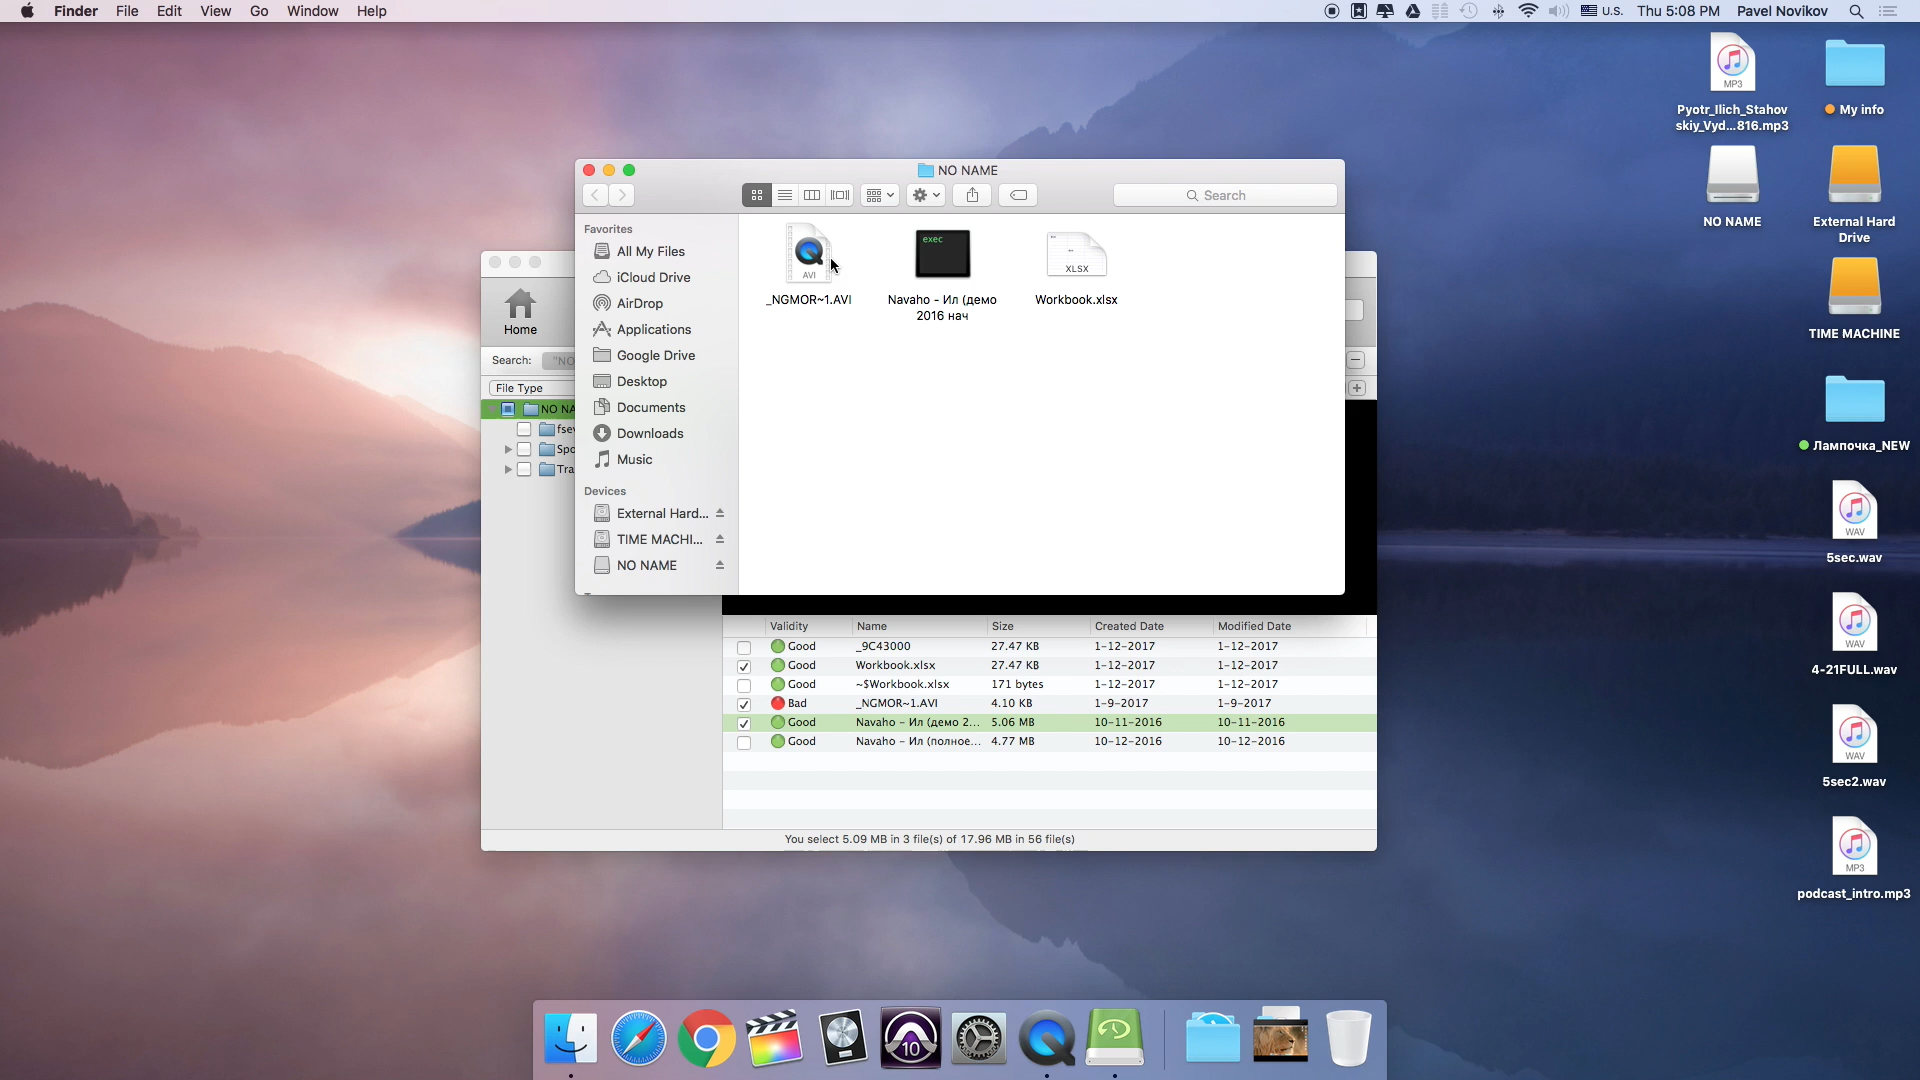 Finder File Edit View Go Window Help
U.S. Thu 5:08 PM Pavel Novikov
MP3
Pyotr_Ilich_Stahov
skiy_Vyd...816.mp3
My info
NO NAME
External Hard
Drive
TIME MACHINE
Лампочка_NEW
WAV
5sec.wav
WAV
4-21FULL.wav
WAV
5sec2.wav
MP3
podcast_intro.mp3
NO NAME
Search
Favorites
All My Files
iCloud Drive
AirDrop
Applications
Google Drive
Desktop
Documents
Downloads
Music
Devices
External Hard...
TIME MACHI...
NO NAME
AVI
_NGMOR~1.AVI
exec
Navaho - Ил (демо
2016 нач
XLSX
Workbook.xlsx
Home
Search: "NO
File Type
NO NA
fsev
Spo
Tra
Validity Name Size Created Date Modified Date
Good _9C43000 27.47 KB 1-12-2017 1-12-2017
Good Workbook.xlsx 27.47 KB 1-12-2017 1-12-2017
Good ~$Workbook.xlsx 171 bytes 1-12-2017 1-12-2017
Bad _NGMOR~1.AVI 4.10 KB 1-9-2017 1-9-2017
Good Navaho - Ил (демо 2... 5.06 MB 10-11-2016 10-11-2016
Good Navaho - Ил (полное... 4.77 MB 10-12-2016 10-12-2016
You select 5.09 MB in 3 file(s) of 17.96 MB in 56 file(s)
10